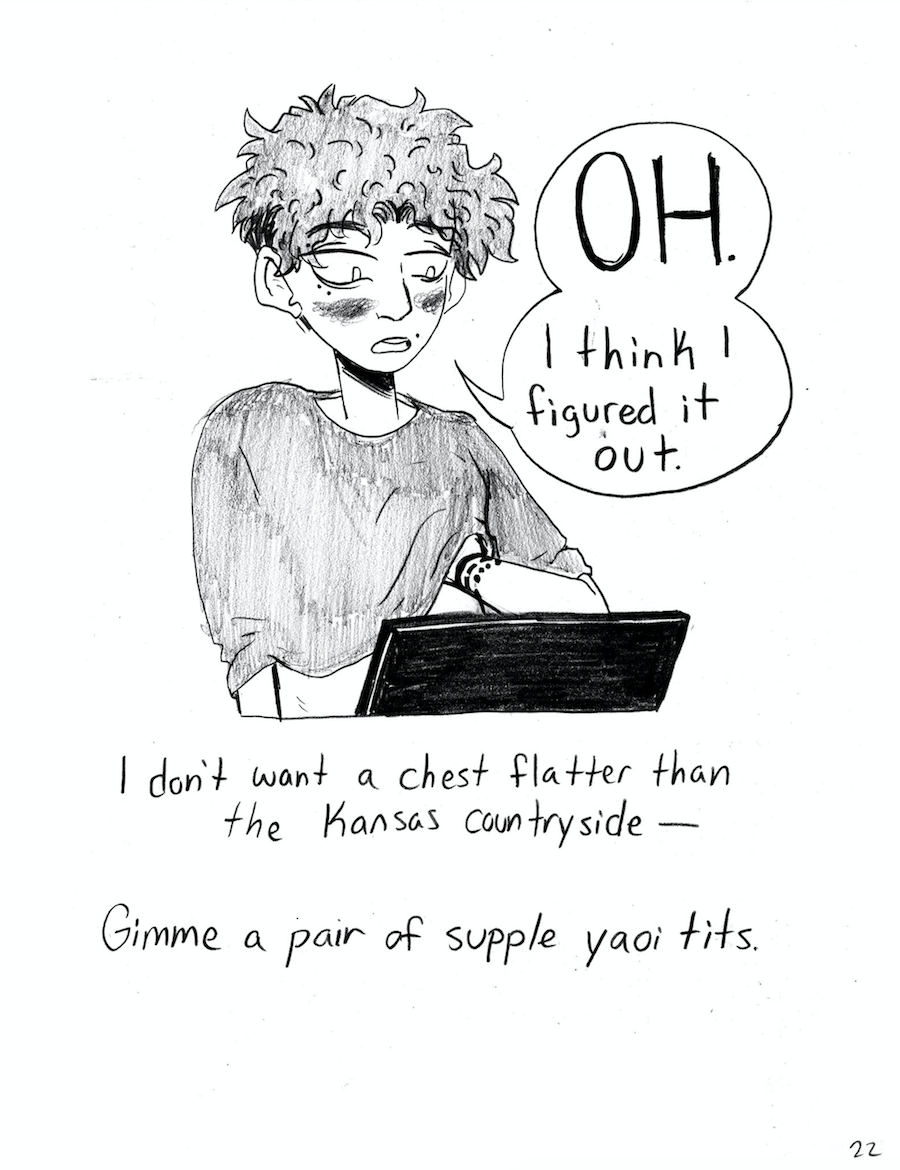 OH.
I think I
figured it
out.
I don't want a chest flatter than
the Kansas countryside —
Gimme a pair of supple yaoi tits.
22